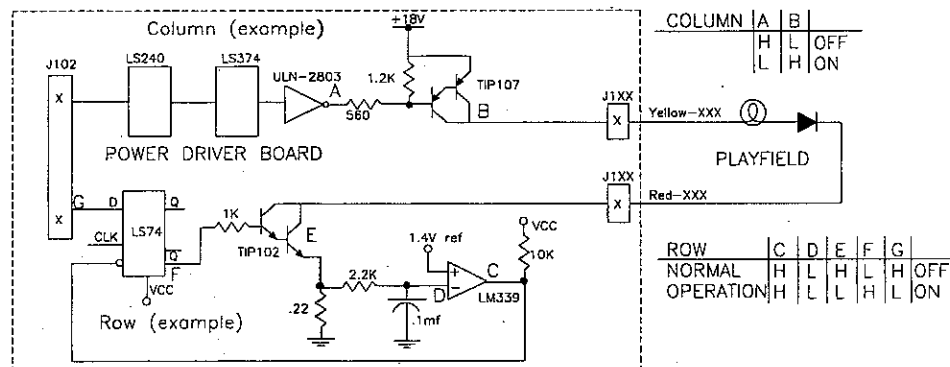 +18V
Column (example)
COLUMN A B
H L OFF
L H ON
J102
LS240
LS374
ULN-2803
A
1.2K
TIP107
560
B
J1XX
X
X
Yellow-XXX
POWER DRIVER BOARD
PLAYFIELD
J1XX
X
Red-XXX
G
D
Q
LS74
1K
X
CLK
TIP102
E
Q
F
VCC
1.4V ref
VCC
10K
C
+
-
LM339
2.2K
D
.22
.1mf
Row (example)
ROW C D E F G
NORMAL H L H L H OFF
OPERATION H L L H L ON